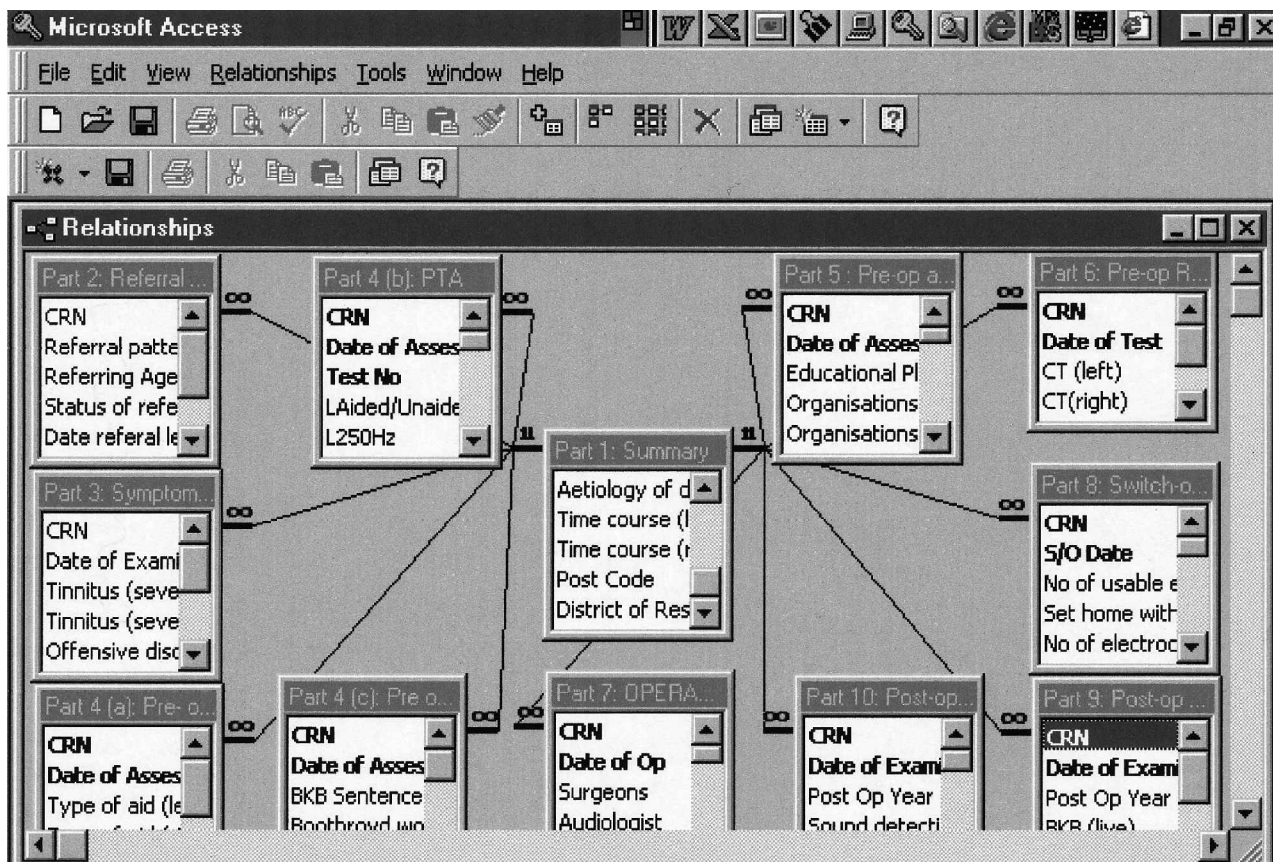 Microsoft Access
File Edit View Relationships Tools Window Help
Relationships
Part 2: Referral ...
CRN
Referral patte
Referring Age
Status of refe
Date referal le
Part 4 (b): PTA
CRN
Date of Asses
Test No
LAided/Unaide
L250Hz
Part 5 : Pre-op a...
CRN
Date of Asses
Educational Pl
Organisations
Organisations
Part 6: Pre-op R...
CRN
Date of Test
CT (left)
CT(right)
Part 1: Summary
Aetiology of d
Time course (l
Time course (r
Post Code
District of Res
Part 3: Symptom...
CRN
Date of Exami
Tinnitus (seve
Tinnitus (seve
Offensive disc
Part 8: Switch-o...
CRN
S/O Date
No of usable e
Set home with
No of electroc
Part 4 (a): Pre- o...
CRN
Date of Asses
Type of aid (le
Part 4 (c): Pre o...
CRN
Date of Asses
BKB Sentence
Boothroyd wo
Part 7: OPERA...
CRN
Date of Op
Surgeons
Audiologist
Part 10: Post-op...
CRN
Date of Exami
Post Op Year
Sound detecti
Part 9: Post-op ...
CRN
Date of Exami
Post Op Year
BKB (live)